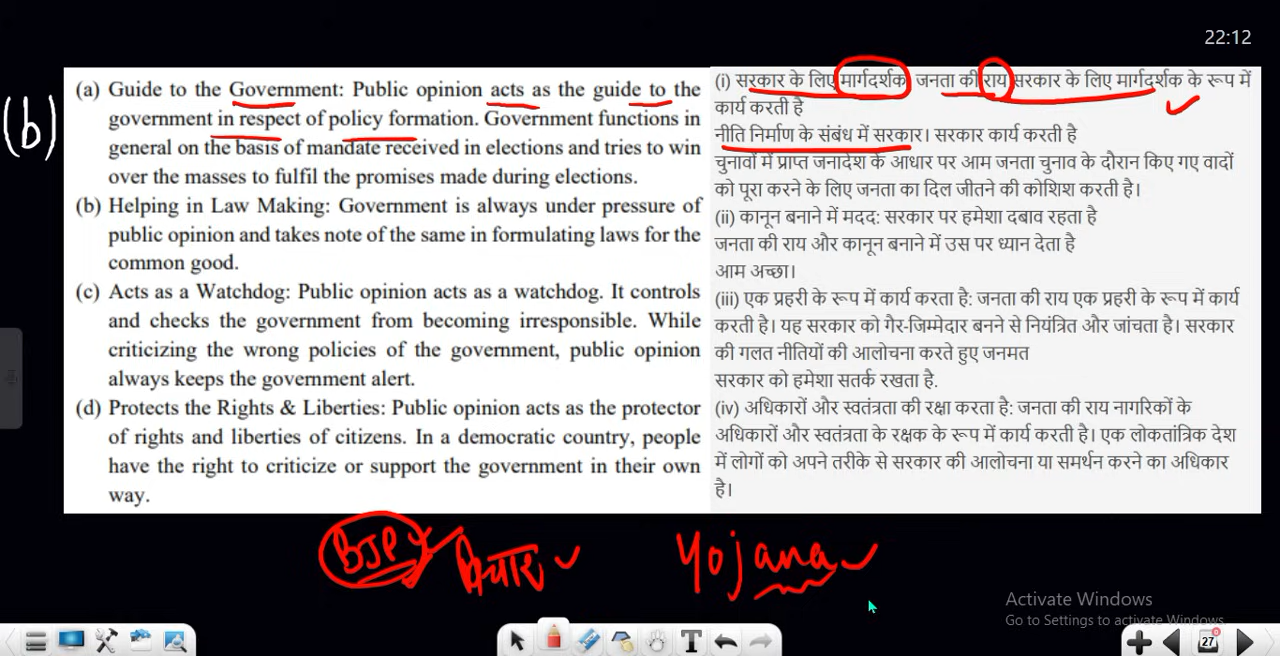 22:12
(b)
(a) Guide to the Government: Public opinion acts as the guide to the
government in respect of policy formation. Government functions in
general on the basis of mandate received in elections and tries to win
over the masses to fulfil the promises made during elections.
(b) Helping in Law Making: Government is always under pressure of
public opinion and takes note of the same in formulating laws for the
common good.
(c) Acts as a Watchdog: Public opinion acts as a watchdog. It controls
and checks the government from becoming irresponsible. While
criticizing the wrong policies of the government, public opinion
always keeps the government alert.
(d) Protects the Rights & Liberties: Public opinion acts as the protector
of rights and liberties of citizens. In a democratic country, people
have the right to criticize or support the government in their own
way.
(i) सरकार के लिए मार्गदर्शक: जनता की राय सरकार के लिए मार्गदर्शक के रूप में
कार्य करती है
नीति निर्माण के संबंध में सरकार। सरकार कार्य करती है
चुनावों में प्राप्त जनादेश के आधार पर आम जनता चुनाव के दौरान किए गए वादों
को पूरा करने के लिए जनता का दिल जीतने की कोशिश करती है।
(ii) कानून बनाने में मदद: सरकार पर हमेशा दबाव रहता है
जनता की राय और कानून बनाने में उस पर ध्यान देता है
आम अच्छा।
(iii) एक प्रहरी के रूप में कार्य करता है: जनता की राय एक प्रहरी के रूप में कार्य
करती है। यह सरकार को गैर-जिम्मेदार बनने से नियंत्रित और जांचता है। सरकार
की गलत नीतियों की आलोचना करते हुए जनमत
सरकार को हमेशा सतर्क रखता है.
(iv) अधिकारों और स्वतंत्रता की रक्षा करता है: जनता की राय नागरिकों के
अधिकारों और स्वतंत्रता के रक्षक के रूप में कार्य करती है। एक लोकतांत्रिक देश
में लोगों को अपने तरीके से सरकार की आलोचना या समर्थन करने का अधिकार
है।
BJP विचार Yojana
Activate Windows
Go to Settings to activate Windows.
27